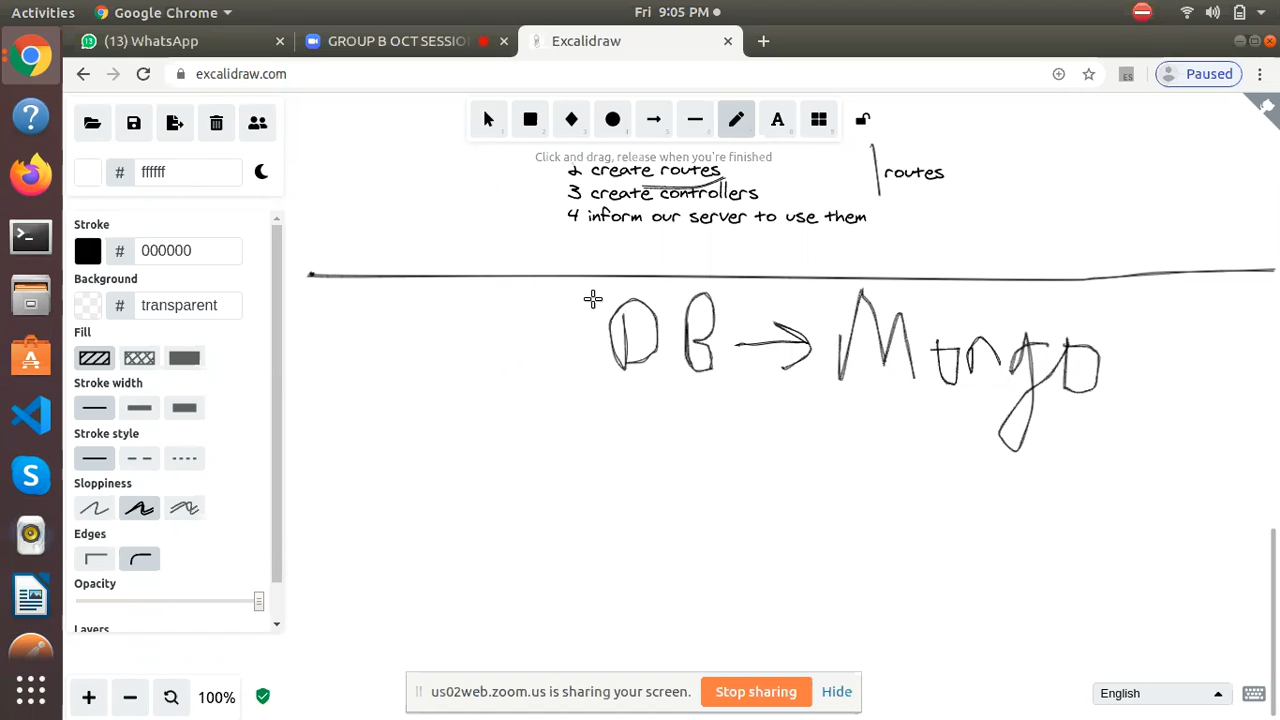 Activities Google Chrome Fri 9:05 PM
(13) WhatsApp GROUP B OCT SESSION Excalidraw
excalidraw.com Paused
# ffffff
Click and drag, release when you're finished
2 create routes
3 create controllers
4 inform our server to use them
routes
Stroke
# 000000
Background
# transparent
Fill
Stroke width
Stroke style
Sloppiness
Edges
Opacity
Layers
DB → Mongo
100%
us02web.zoom.us is sharing your screen. Stop sharing Hide
English